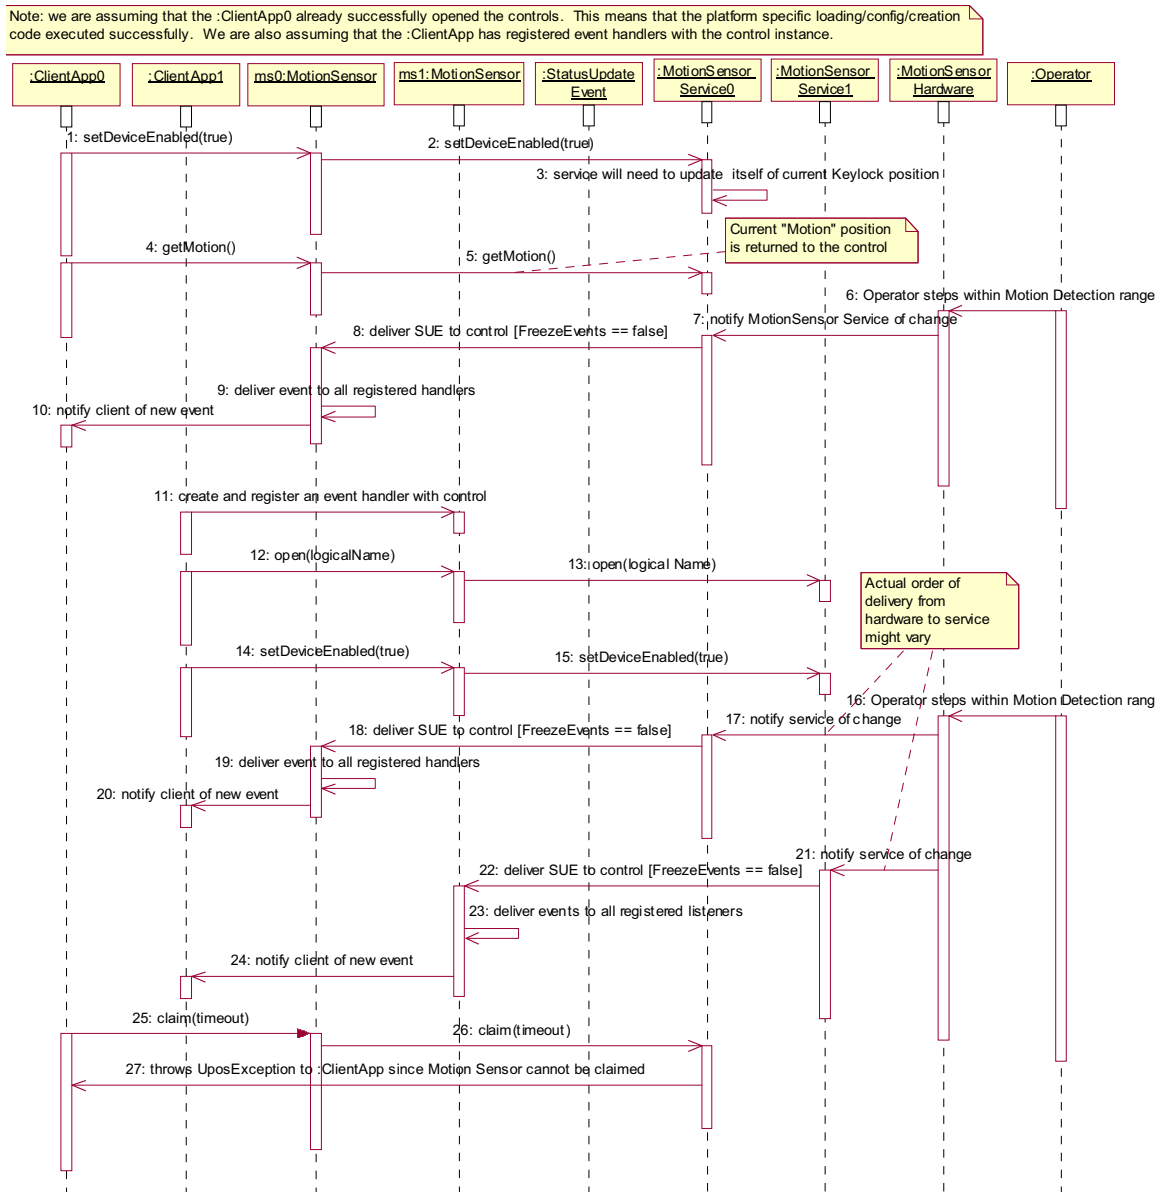 Note: we are assuming that the :ClientApp0 already successfully opened the controls. This means that the platform specific loading/config/creation
code executed successfully. We are also assuming that the :ClientApp has registered event handlers with the control instance.
:ClientApp0
:ClientApp1
ms0:MotionSensor
ms1:MotionSensor
:StatusUpdate
Event
:MotionSensor
Service0
:MotionSensor
Service1
:MotionSensor
Hardware
:Operator
1: setDeviceEnabled(true)
2: setDeviceEnabled(true)
3: service will need to update itself of current Keylock position
Current "Motion" position
is returned to the control
4: getMotion()
5: getMotion()
6: Operator steps within Motion Detection range
7: notify MotionSensor Service of change
8: deliver SUE to control [FreezeEvents == false]
9: deliver event to all registered handlers
10: notify client of new event
11: create and register an event handler with control
12: open(logicalName)
13: open(logical Name)
Actual order of
delivery from
hardware to service
might vary
14: setDeviceEnabled(true)
15: setDeviceEnabled(true)
16: Operator steps within Motion Detection rang
17: notify service of change
18: deliver SUE to control [FreezeEvents == false]
19: deliver event to all registered handlers
20: notify client of new event
21: notify service of change
22: deliver SUE to control [FreezeEvents == false]
23: deliver events to all registered listeners
24: notify client of new event
25: claim(timeout)
26: claim(timeout)
27: throws UposException to :ClientApp since Motion Sensor cannot be claimed